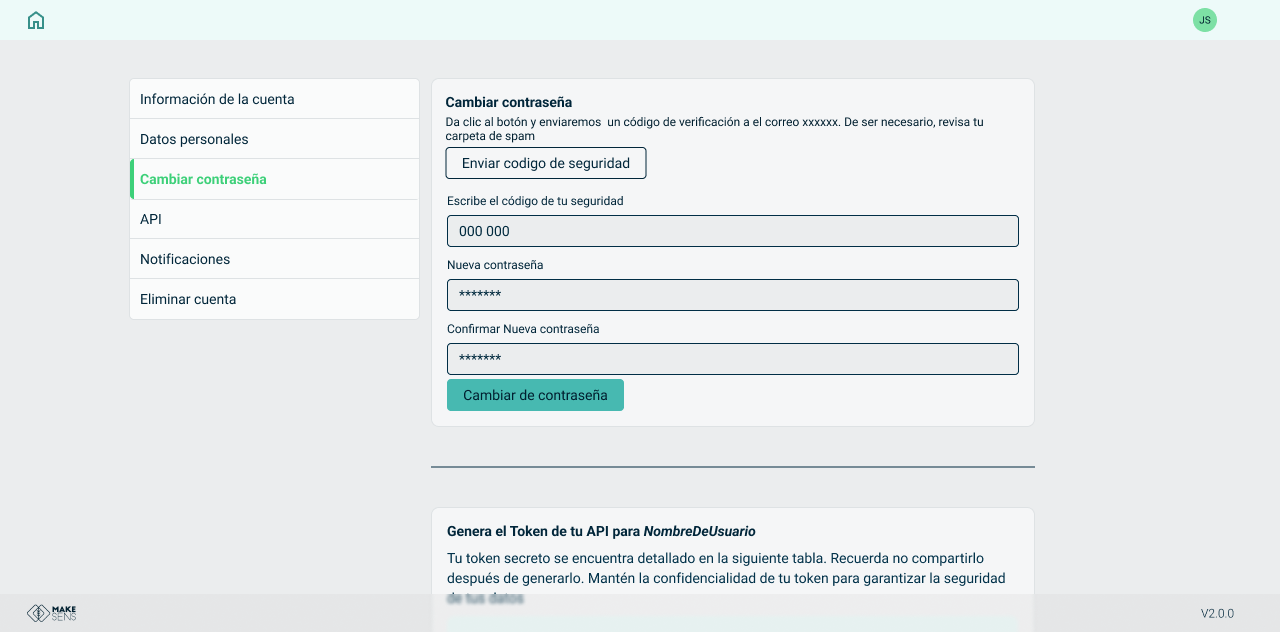 JS
Información de la cuenta
Datos personales
Cambiar contraseña
API
Notificaciones
Eliminar cuenta
Cambiar contraseña
Da clic al botón y enviaremos  un código de verificación a el correo xxxxxx. De ser necesario, revisa tu
carpeta de spam
Enviar codigo de seguridad
Escribe el código de tu seguridad
000 000
Nueva contraseña
*******
Confirmar Nueva contraseña
*******
Cambiar de contraseña
Genera el Token de tu API para NombreDeUsuario
Tu token secreto se encuentra detallado en la siguiente tabla. Recuerda no compartirlo
después de generarlo. Mantén la confidencialidad de tu token para garantizar la seguridad
de tus datos
MAKE
SENS
V2.0.0